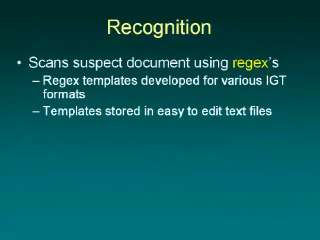 Recognition
• Scans suspect document using regex's
– Regex templates developed for various IGT
formats
– Templates stored in easy to edit text files